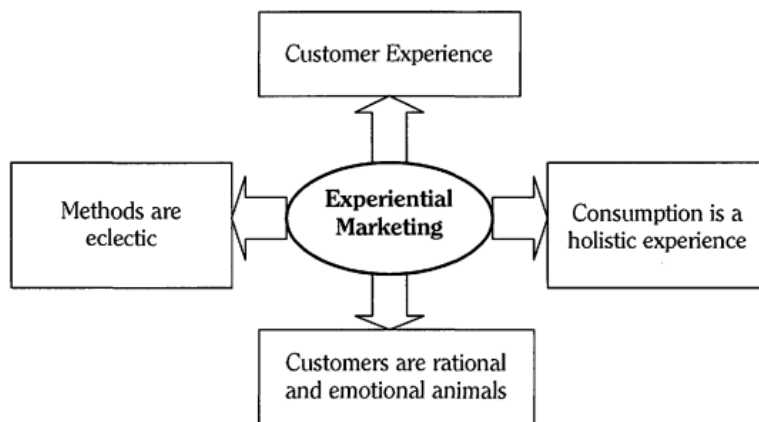 Customer Experience
Methods are
eclectic
Experiential
Marketing
Consumption is a
holistic experience
Customers are rational
and emotional animals